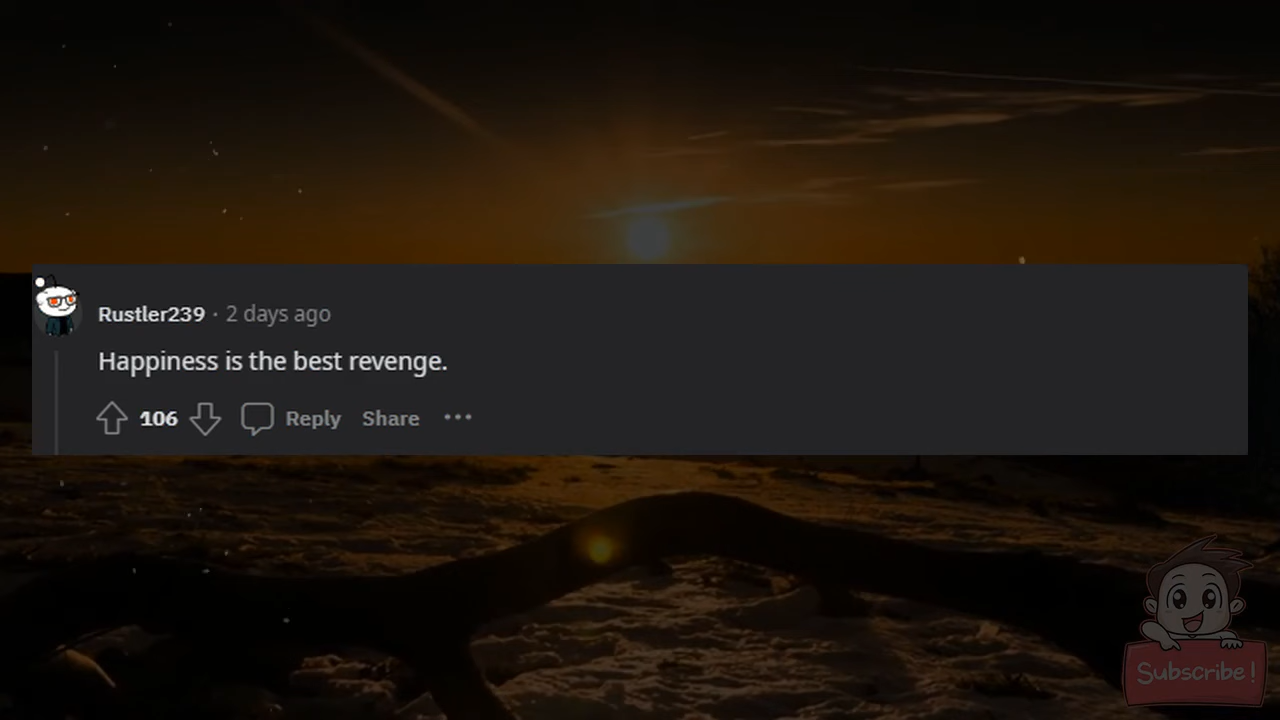 Rustler239 · 2 days ago
Happiness is the best revenge.
106 Reply Share ···
Subscribe!